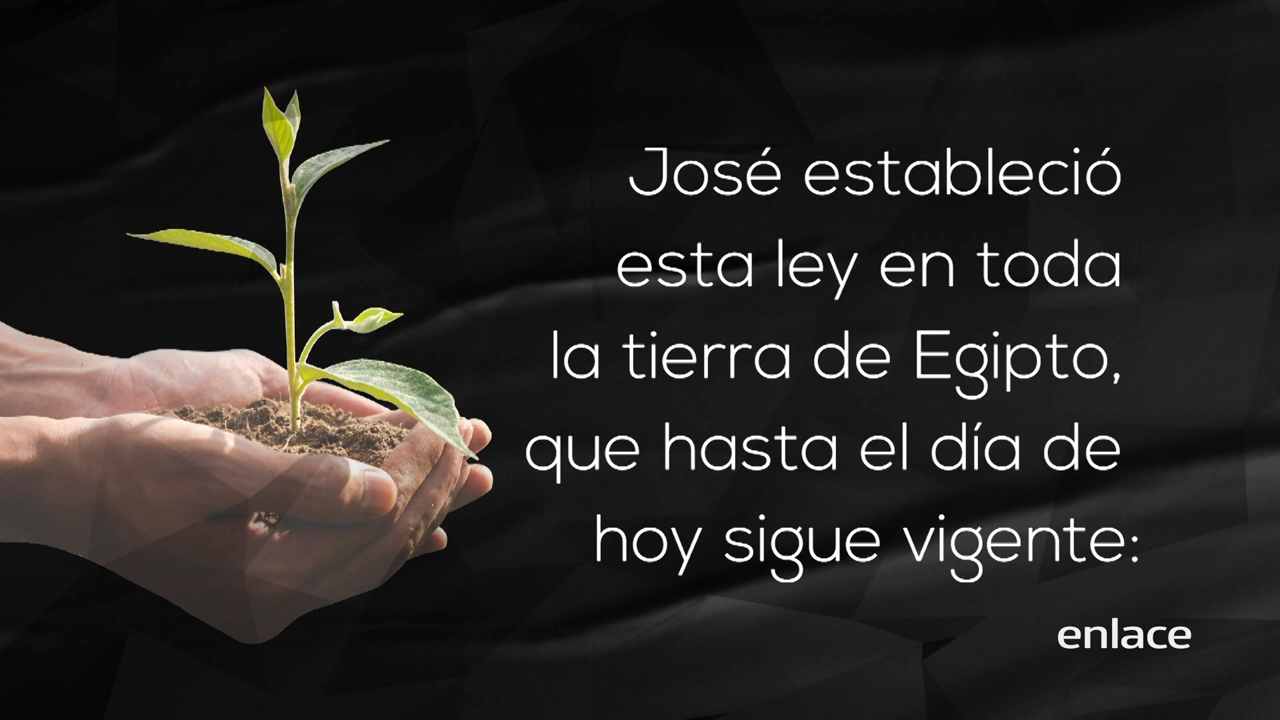 José estableció
esta ley en toda
la tierra de Egipto,
que hasta el día de
hoy sigue vigente:
enlace